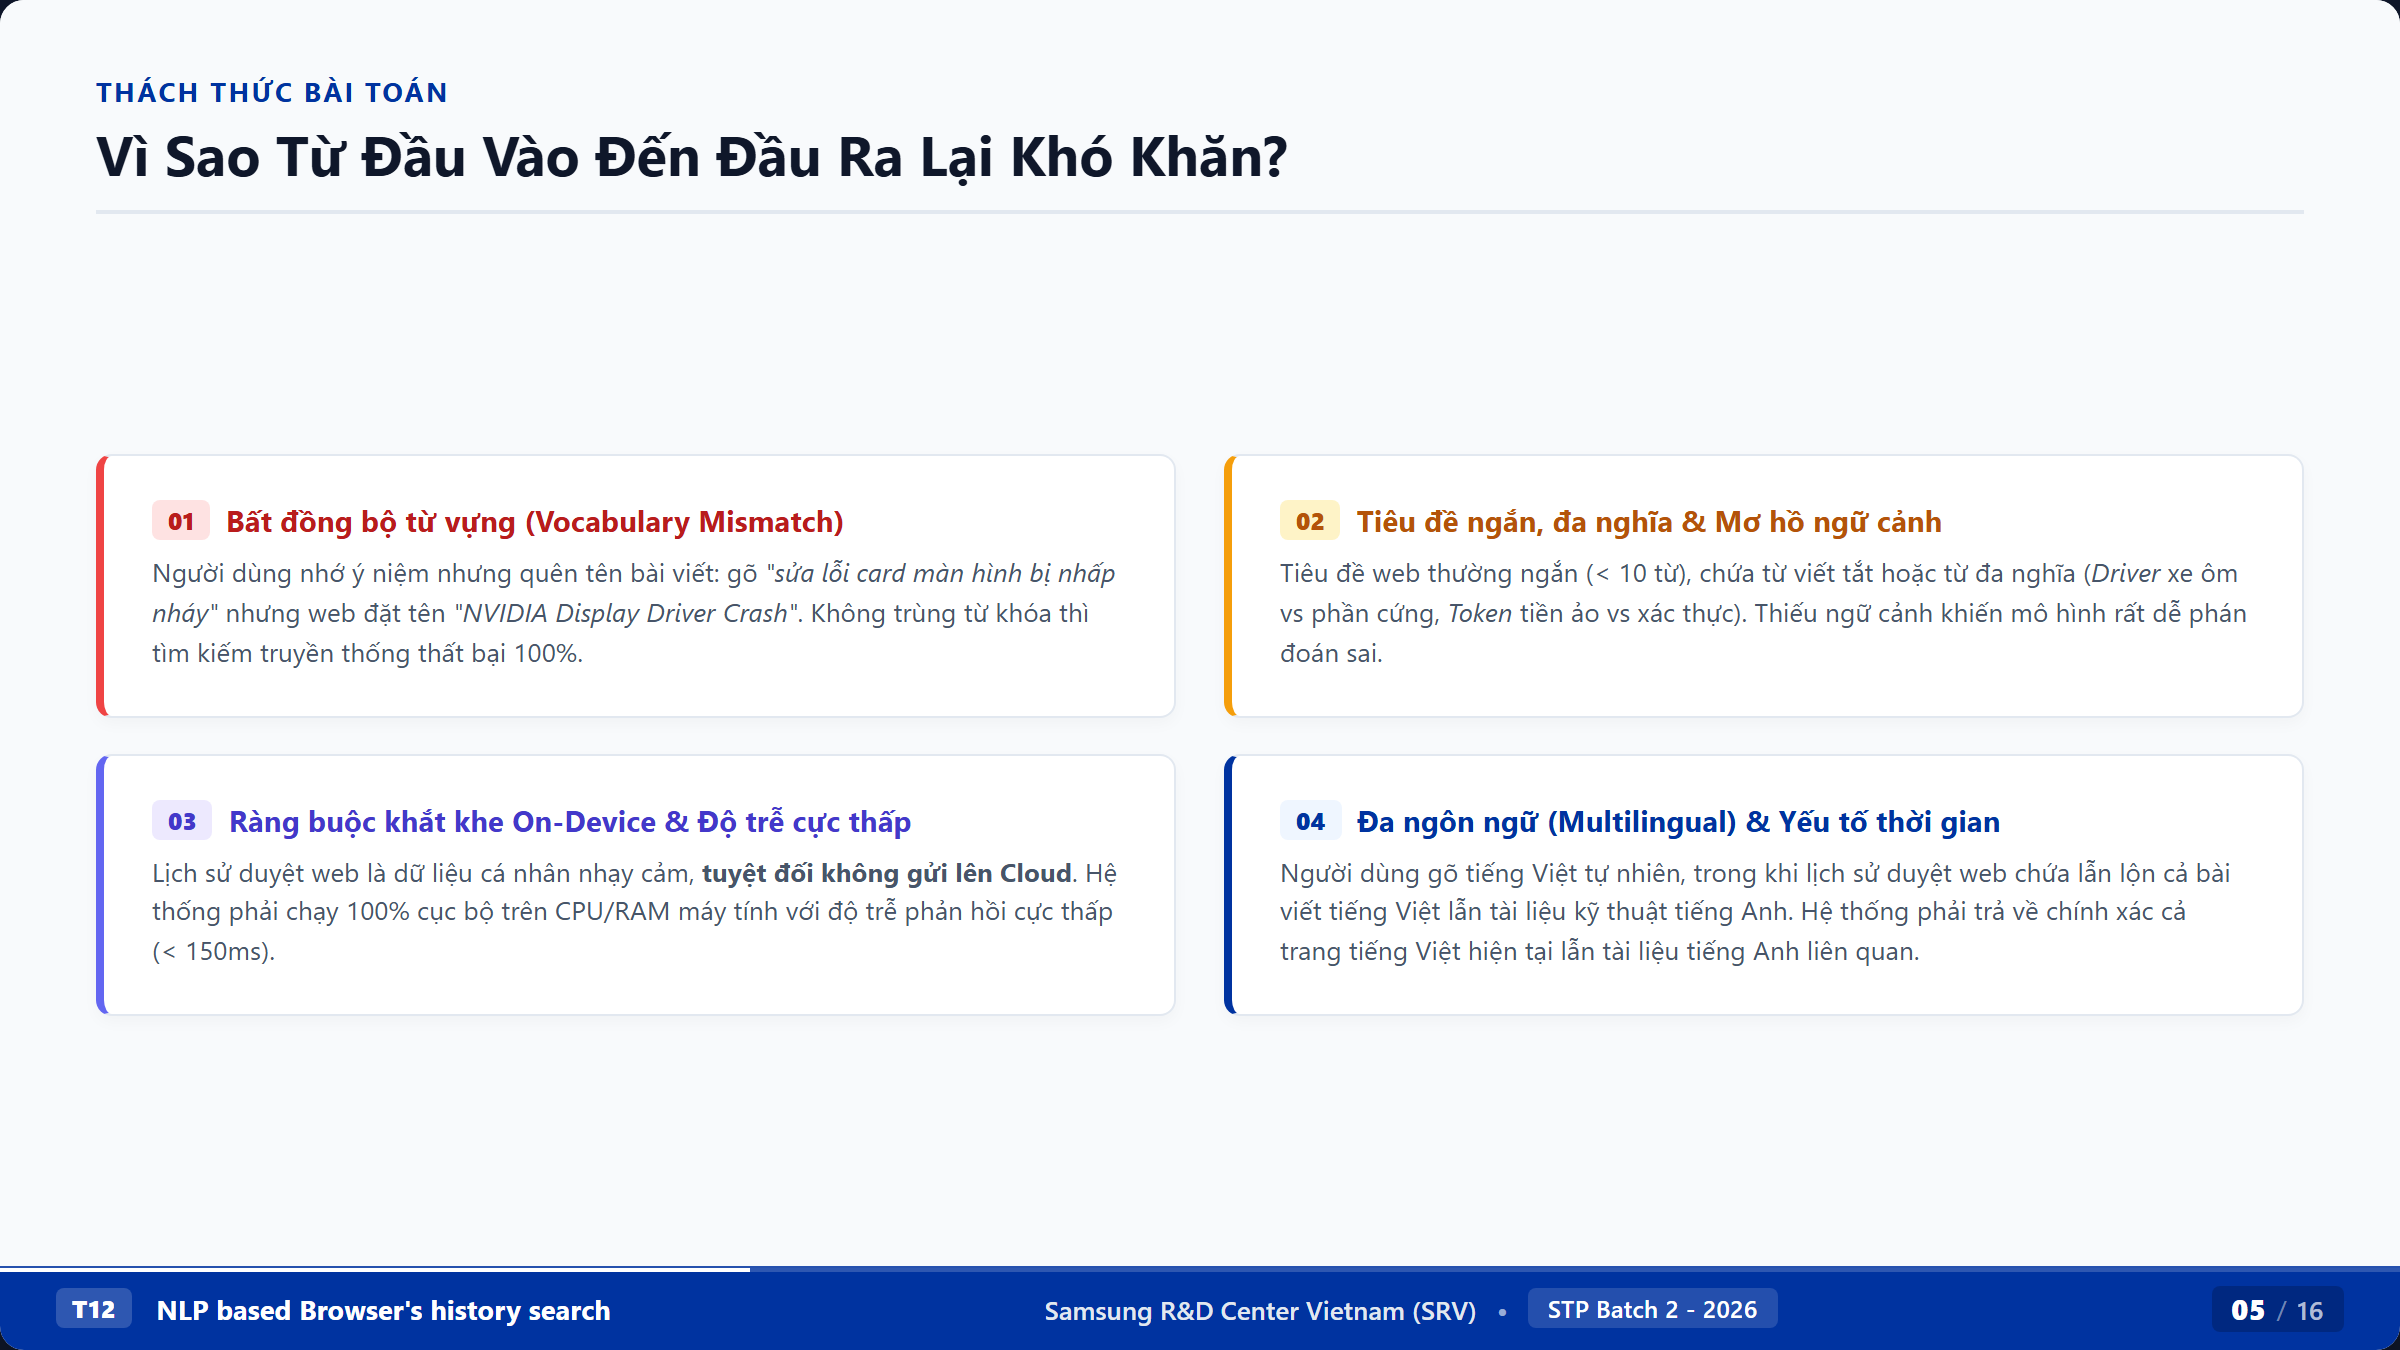 THÁCH THỨC BÀI TOÁN
Vì Sao Từ Đầu Vào Đến Đầu Ra Lại Khó Khăn?
01 Bất đồng bộ từ vựng (Vocabulary Mismatch)
Người dùng nhớ ý niệm nhưng quên tên bài viết: gõ "sửa lỗi card màn hình bị nhấp
nháy" nhưng web đặt tên "NVIDIA Display Driver Crash". Không trùng từ khóa thì
tìm kiếm truyền thống thất bại 100%.
02 Tiêu đề ngắn, đa nghĩa & Mơ hồ ngữ cảnh
Tiêu đề web thường ngắn (< 10 từ), chứa từ viết tắt hoặc từ đa nghĩa (Driver xe ôm
vs phần cứng, Token tiền ảo vs xác thực). Thiếu ngữ cảnh khiến mô hình rất dễ phán
đoán sai.
03 Ràng buộc khắt khe On-Device & Độ trễ cực thấp
Lịch sử duyệt web là dữ liệu cá nhân nhạy cảm, tuyệt đối không gửi lên Cloud. Hệ
thống phải chạy 100% cục bộ trên CPU/RAM máy tính với độ trễ phản hồi cực thấp
(< 150ms).
04 Đa ngôn ngữ (Multilingual) & Yếu tố thời gian
Người dùng gõ tiếng Việt tự nhiên, trong khi lịch sử duyệt web chứa lẫn lộn cả bài
viết tiếng Việt lẫn tài liệu kỹ thuật tiếng Anh. Hệ thống phải trả về chính xác cả
trang tiếng Việt hiện tại lẫn tài liệu tiếng Anh liên quan.
T12 NLP based Browser's history search Samsung R&D Center Vietnam (SRV) • STP Batch 2 - 2026 05 / 16